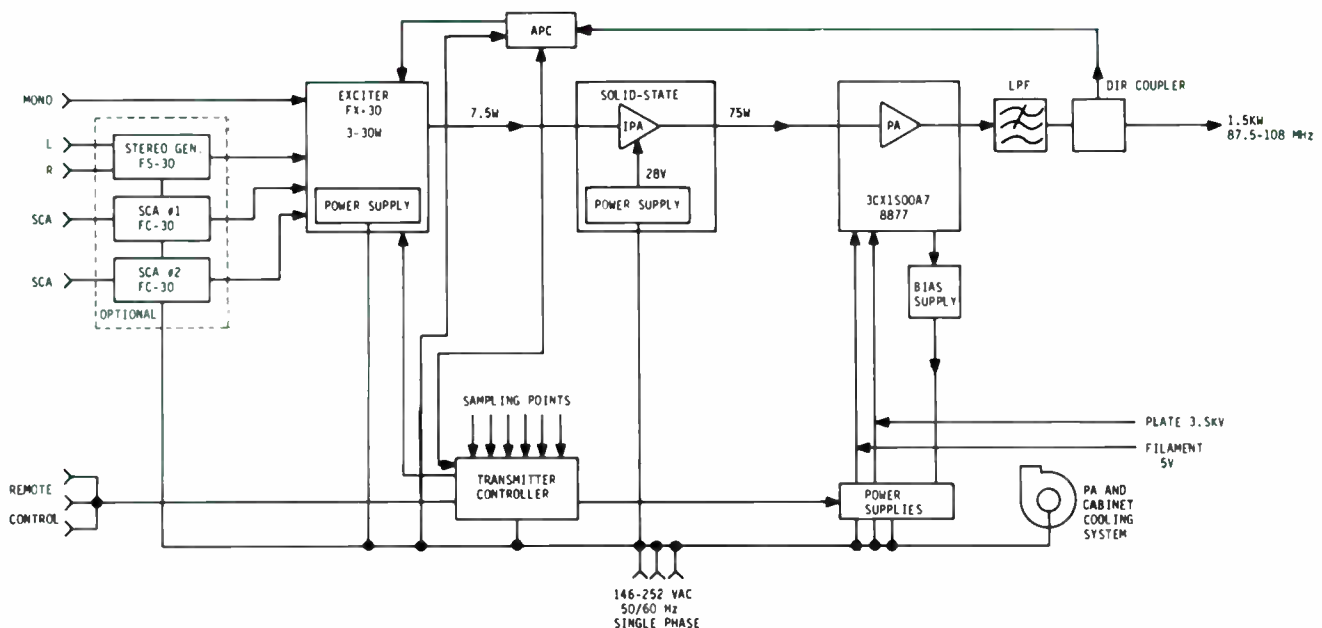 APC
MONO
EXCITER
FX-30
3-30W
POWER SUPPLY
7.5W
SOLID-STATE
IPA
28V
POWER SUPPLY
75W
PA
3CX1500A7
8877
LPF
DIR COUPLER
1.5KW
87.5-108 MHz
L
R
STEREO GEN.
FS-30
SCA
SCA #1
FC-30
SCA
SCA #2
FC-30
OPTIONAL
BIAS
SUPPLY
SAMPLING POINTS
TRANSMITTER
CONTROLLER
REMOTE
CONTROL
PLATE 3.5KV
FILAMENT
5V
POWER
SUPPLIES
PA AND
CABINET
COOLING
SYSTEM
146-252 VAC
50/60 Hz
SINGLE PHASE